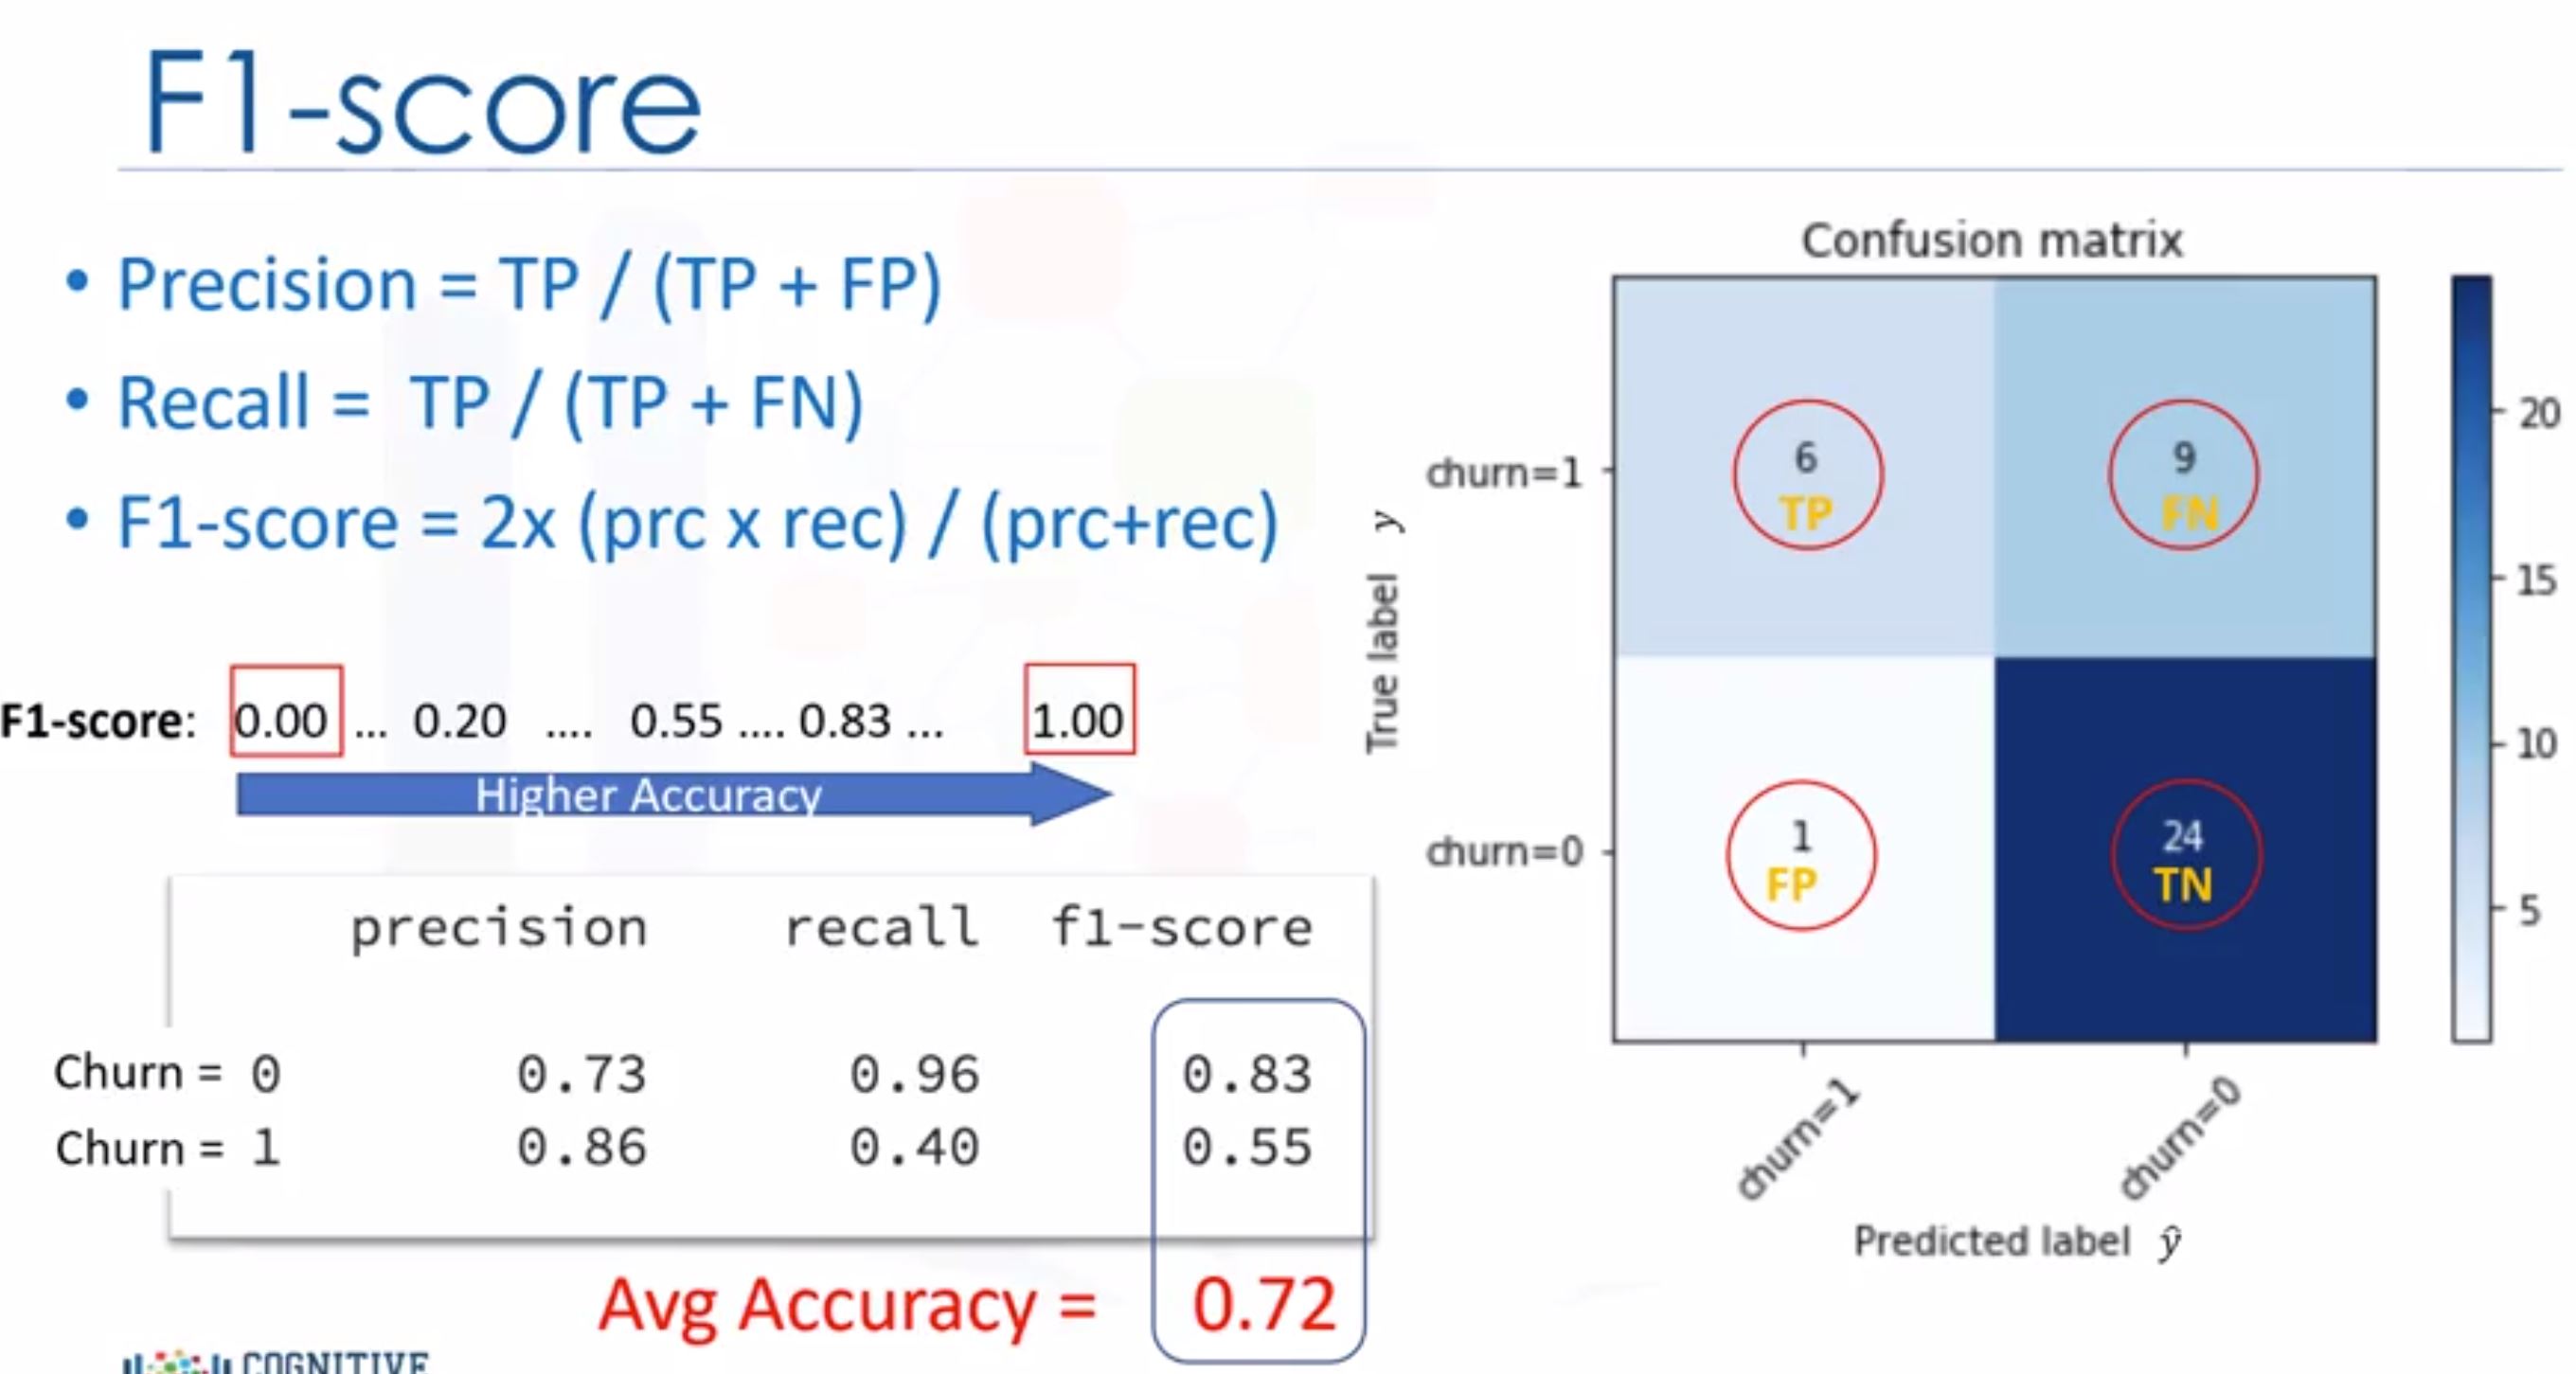 F1-score
• Precision = TP / (TP + FP)
• Recall = TP / (TP + FN)
• F1-score = 2x (prc x rec) / (prc+rec)
F1-score: 0.00 ... 0.20 .... 0.55 .... 0.83 ... 1.00
Higher Accuracy
precision recall f1-score
Churn = 0 0.73 0.96 0.83
Churn = 1 0.86 0.40 0.55
Avg Accuracy = 0.72
COGNITIVE
Confusion matrix
True label y
churn=1
churn=0
6
TP
9
FN
1
FP
24
TN
20
15
10
5
churn=1
churn=0
Predicted label ŷ